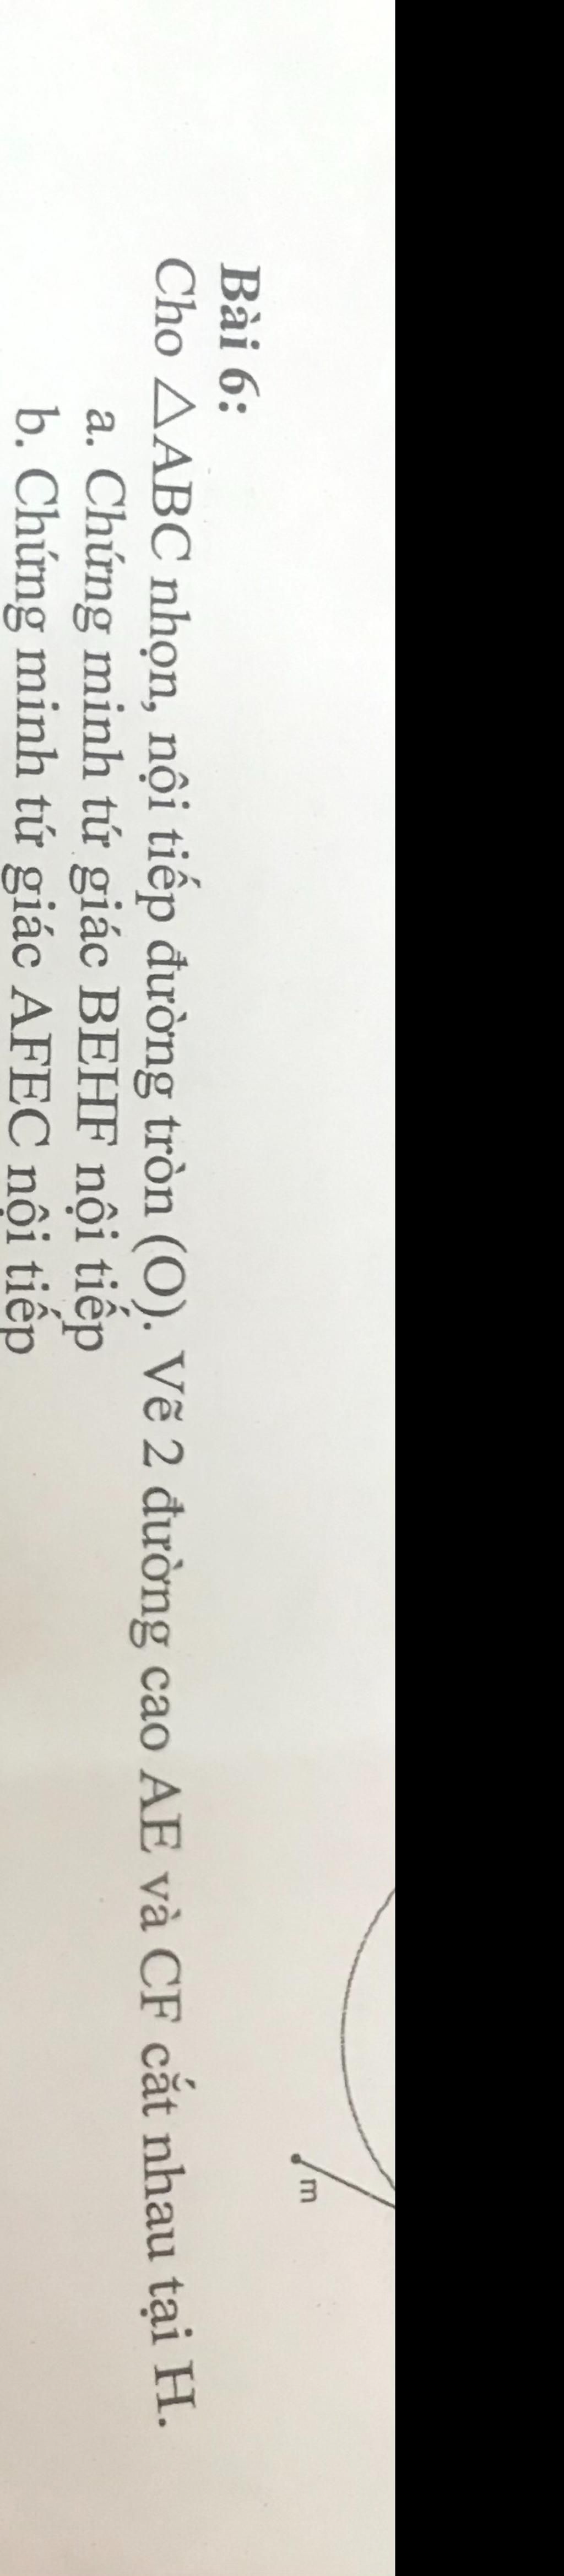 m
Bài 6:
Cho △ABC nhọn, nội tiếp đường tròn (O). Vẽ 2 đường cao AE và CF cắt nhau tại H.
a. Chứng minh tứ giác BEHF nội tiếp
b. Chứng minh tứ giác AFEC nội tiếp